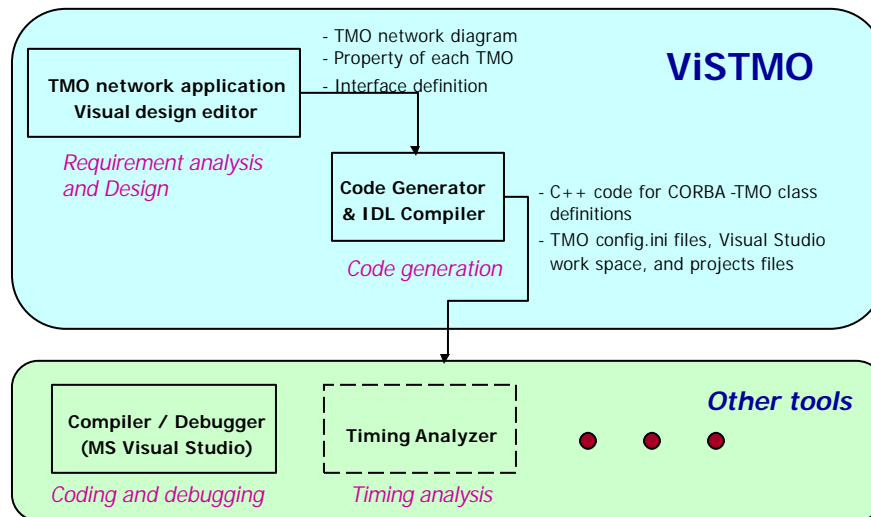 - TMO network diagram
- Property of each TMO
- Interface definition
ViSTMO
TMO network application
Visual design editor
Requirement analysis
and Design
Code Generator
& IDL Compiler
Code generation
- C++ code for CORBA -TMO class
definitions
- TMO config.ini files, Visual Studio
work space, and projects files
Other tools
Compiler / Debugger
(MS Visual Studio)
Coding and debugging
Timing Analyzer
Timing analysis